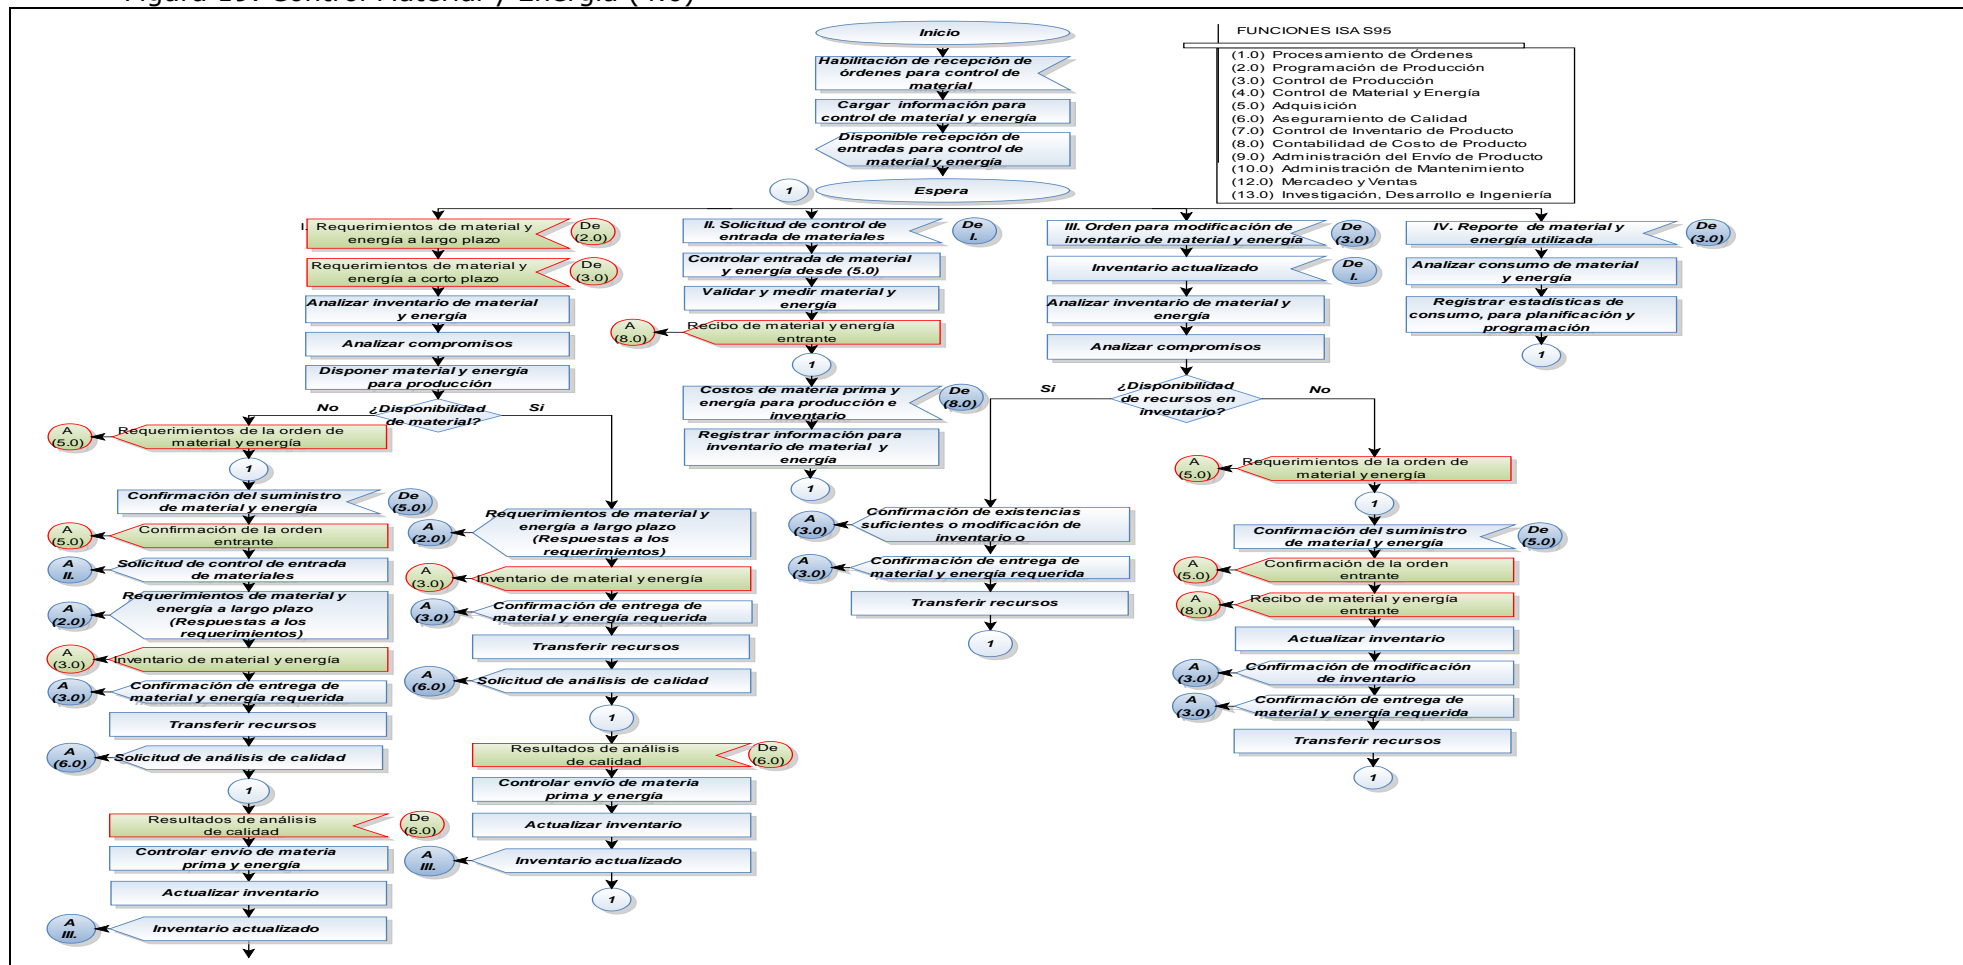 Figura 19. Control Material y Energía (4.0)
Inicio
Habilitación de recepción de
órdenes para control de
material
Cargar información para
control de material y energía
Disponible recepción de
entradas para control de
material y energía
1
Espera
FUNCIONES ISA S95
(1.0) Procesamiento de Órdenes
(2.0) Programación de Producción
(3.0) Control de Producción
(4.0) Control de Material y Energía
(5.0) Adquisición
(6.0) Aseguramiento de Calidad
(7.0) Control de Inventario de Producto
(8.0) Contabilidad de Costo de Producto
(9.0) Administración del Envío de Producto
(10.0) Administración de Mantenimiento
(12.0) Mercadeo y Ventas
(13.0) Investigación, Desarrollo e Ingeniería
I. Requerimientos de material y
energía a largo plazo
De
(2.0)
Requerimientos de material y
energía a corto plazo
De
(3.0)
Analizar inventario de material
y energía
Analizar compromisos
Disponer material y energía
para producción
¿Disponibilidad
de material?
No
Si
A
(5.0)
Requerimientos de la orden de
material y energía
1
Confirmación del suministro
de material y energía
De
(5.0)
A
(5.0)
Confirmación de la orden
entrante
A
II.
Solicitud de control de entrada
de materiales
A
(2.0)
Requerimientos de material y
energía a largo plazo
(Respuestas a los
requerimientos)
A
(3.0)
Inventario de material y energía
A
(3.0)
Confirmación de entrega de
material y energía requerida
Transferir recursos
A
(6.0)
Solicitud de análisis de calidad
1
Resultados de análisis
de calidad
De
(6.0)
Controlar envío de materia
prima y energía
Actualizar inventario
A
III.
Inventario actualizado
A
(2.0)
Requerimientos de material y
energía a largo plazo
(Respuestas a los
requerimientos)
A
(3.0)
Inventario de material y energía
A
(3.0)
Confirmación de entrega de
material y energía requerida
Transferir recursos
A
(6.0)
Solicitud de análisis de calidad
1
Resultados de análisis
de calidad
De
(6.0)
Controlar envío de materia
prima y energía
Actualizar inventario
A
III.
Inventario actualizado
1
II. Solicitud de control de
entrada de materiales
De
I.
Controlar entrada de material
y energía desde (5.0)
Validar y medir material y
energía
A
(8.0)
Recibo de material y energía
entrante
1
Costos de materia prima y
energía para producción e
inventario
De
(8.0)
Registrar información para
inventario de material y
energía
1
III. Orden para modificación de
inventario de material y energía
De
(3.0)
Inventario actualizado
De
I.
Analizar inventario de material y
energía
Analizar compromisos
¿Disponibilidad
de recursos en
inventario?
Si
No
A
(3.0)
Confirmación de existencias
suficientes o modificación de
inventario o
A
(3.0)
Confirmación de entrega de
material y energía requerida
Transferir recursos
1
A
(5.0)
Requerimientos de la orden de
material y energía
1
Confirmación del suministro
de material y energía
De
(5.0)
A
(5.0)
Confirmación de la orden
entrante
A
(8.0)
Recibo de material y energía
entrante
Actualizar inventario
A
(3.0)
Confirmación de modificación
de inventario
A
(3.0)
Confirmación de entrega de
material y energía requerida
Transferir recursos
1
IV. Reporte de material y
energía utilizada
De
(3.0)
Analizar consumo de material
y energía
Registrar estadísticas de
consumo, para planificación y
programación
1